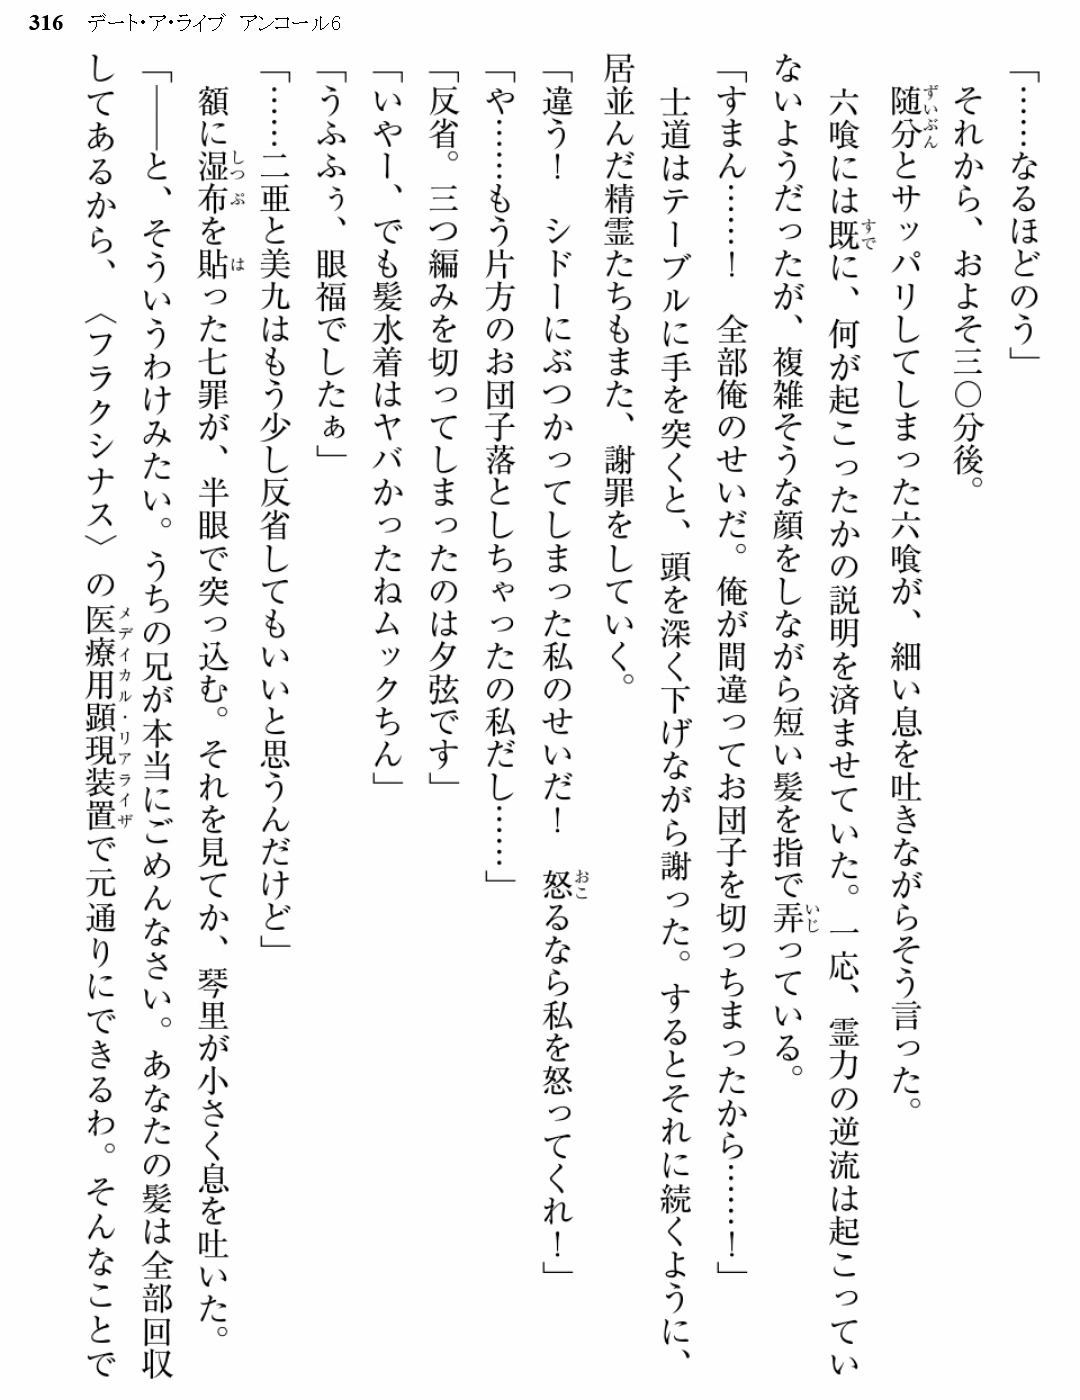 316 デート・ア・ライブ アンコール6
「……なるほどのう」
それから、およそ三〇分後。
随分とサッパリしてしまった六喰が、細い息を吐きながらそう言った。
六喰には既に、何が起こったかの説明を済ませていた。一応、霊力の逆流は起こってい
ないようだったが、複雑そうな顔をしながら短い髪を指で弄っている。
「すまん……！　全部俺のせいだ。俺が間違ってお団子を切っちまったから……！」
士道はテーブルに手を突くと、頭を深く下げながら謝った。するとそれに続くように、
居並んだ精霊たちもまた、謝罪をしていく。
「違う！　シドーにぶつかってしまった私のせいだ！　怒るなら私を怒ってくれ！」
「や……もう片方のお団子落としちゃったの私だし……」
「反省。三つ編みを切ってしまったのは夕弦です」
「いやー、でも髪水着はヤバかったねムックちん」
「うふふぅ、眼福でしたぁ」
「……二亜と美九はもう少し反省してもいいと思うんだけど」
額に湿布を貼った七罪が、半眼で突っ込む。それを見てか、琴里が小さく息を吐いた。
「――と、そういうわけみたい。うちの兄が本当にごめんなさい。あなたの髪は全部回収
してあるから、〈フラクシナス〉の医療用顕現装置で元通りにできるわ。そんなことで